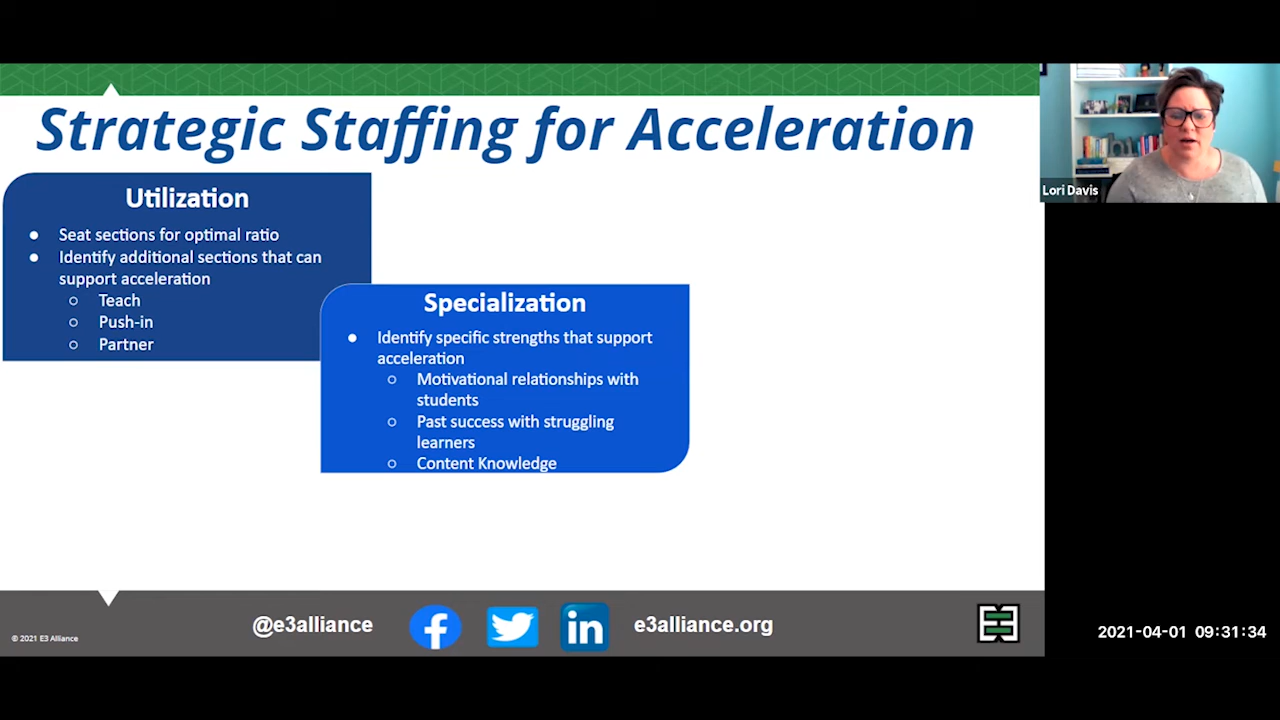 Strategic Staffing for Acceleration
Utilization
● Seat sections for optimal ratio
● Identify additional sections that can
support acceleration
○ Teach
○ Push-in
○ Partner
Specialization
● Identify specific strengths that support
acceleration
○ Motivational relationships with
students
○ Past success with struggling
learners
○ Content Knowledge
Lori Davis
© 2021 E3 Alliance
@e3alliance
e3alliance.org
2021-04-01 09:31:34